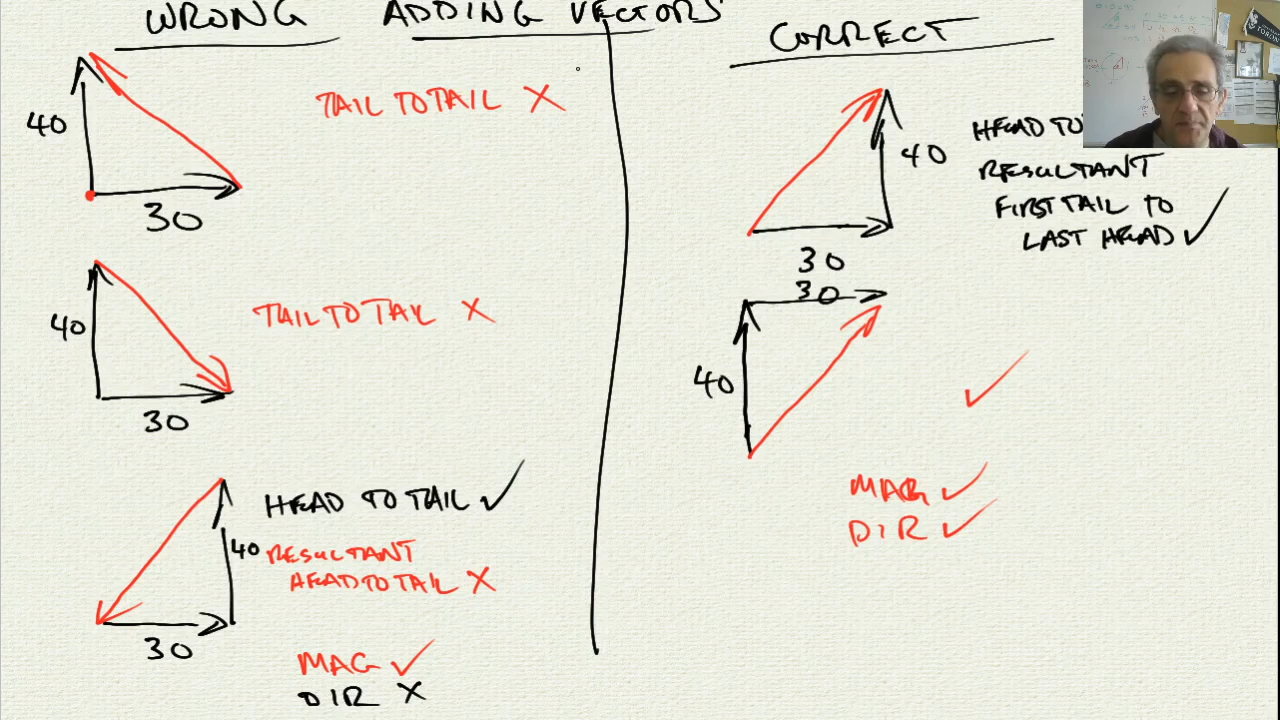 WRONG
ADDING VECTORS
40
30
TAIL TO TAIL X
40
30
TAIL TO TAIL X
40
30
HEAD TO TAIL ✓
RESULTANT
HEAD TO TAIL X
MAG ✓
DIR X
CORRECT
40
30
HEAD TO
RESULTANT
FIRST TAIL TO
LAST HEAD ✓
30
40
✓
MAG ✓
DIR ✓